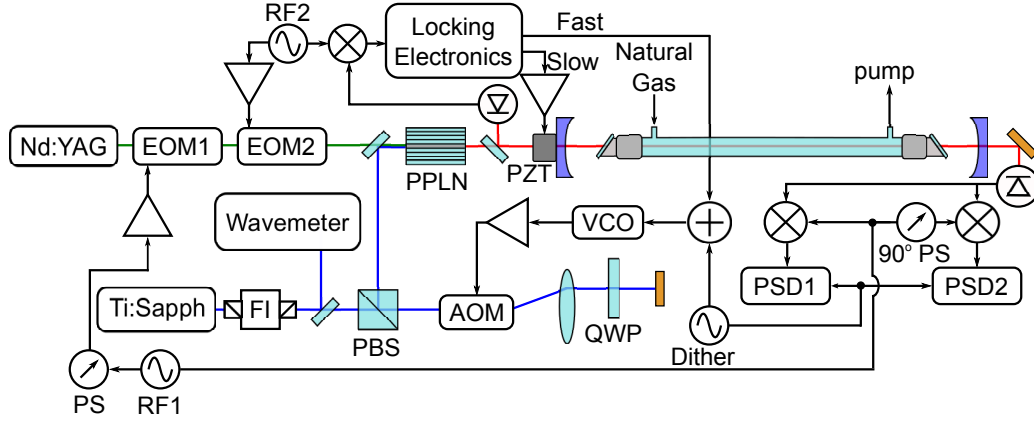 RF2
Locking
Electronics
Fast
Slow
Natural
Gas
pump
Nd:YAG
EOM1
EOM2
PPLN
PZT
Wavemeter
VCO
90° PS
PSD1
PSD2
Ti:Sapph
FI
PBS
AOM
QWP
Dither
PS
RF1